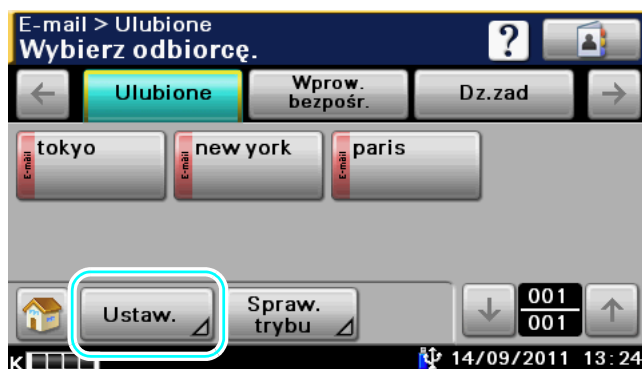 E-mail > Ulubione
Wybierz odbiorcę.
?
Ulubione
Wprow.
bezpośr.
Dz.zad
E-mail
tokyo
E-mail
new york
E-mail
paris
Ustaw.
Spraw.
trybu
001
001
K
14/09/2011 13:24